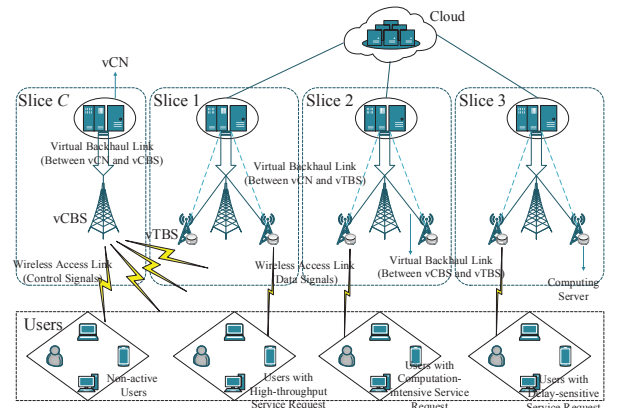 Cloud
vCN
Slice C
Slice 1
Slice 2
Slice 3
Virtual Backhaul Link
(Between vCN and vCBS)
Virtual Backhaul Link
(Between vCN and vTBS)
vCBS
vTBS
Wireless Access Link
(Control Signals)
Wireless Access Link
(Data Signals)
Virtual Backhaul Link
(Between vCBS and vTBS)
Computing
Server
Users
Non-active
Users
Users with
High-throughput
Service Request
Users with
Computation-
intensive Service
Request
Users with
Delay-sensitive
Service Request